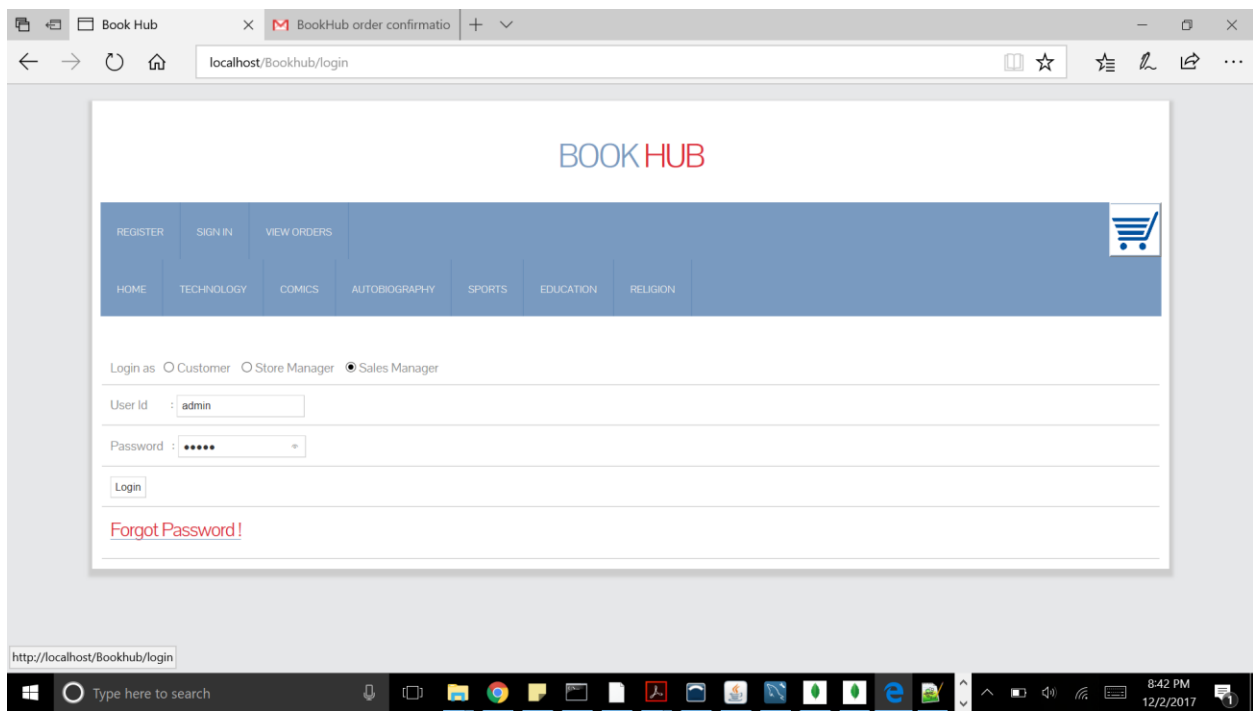 Book Hub
BookHub order confirmatio
localhost/Bookhub/login
BOOK HUB
REGISTER SIGN IN VIEW ORDERS
HOME TECHNOLOGY COMICS AUTOBIOGRAPHY SPORTS EDUCATION RELIGION
Login as Customer Store Manager Sales Manager
User Id : admin
Password : •••••
Login
Forgot Password !
http://localhost/Bookhub/login
Type here to search
8:42 PM
12/2/2017
1